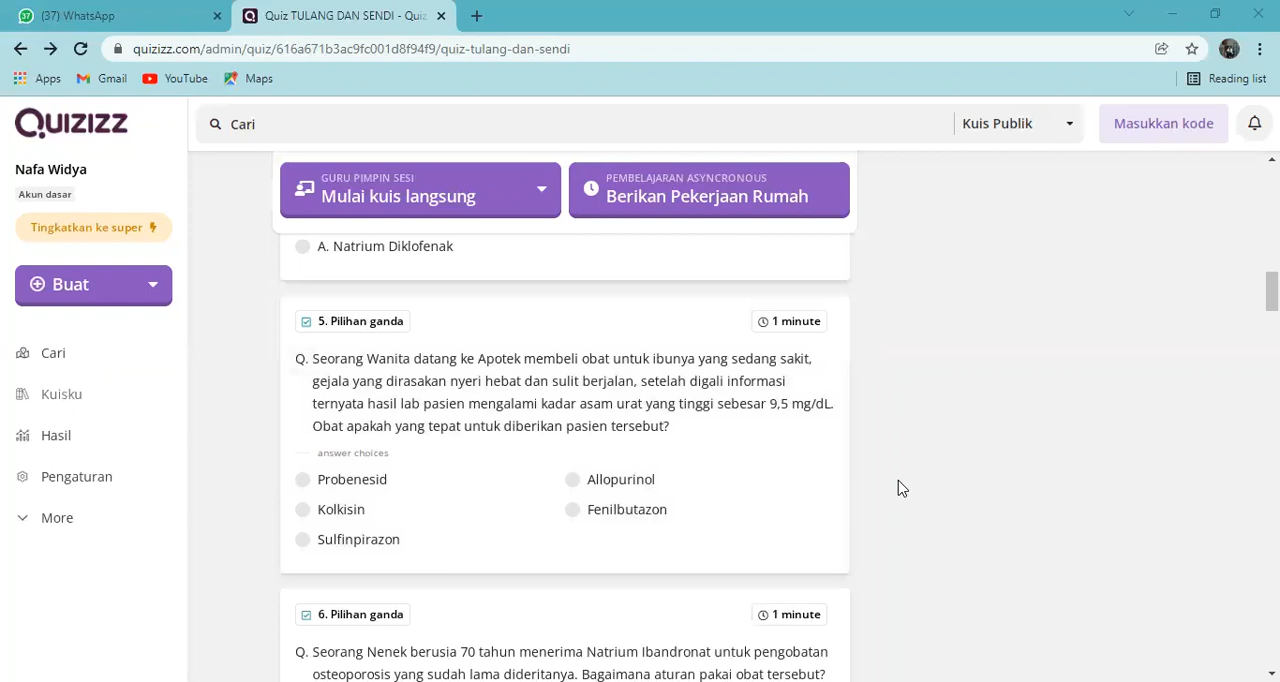 (37) WhatsApp
Quiz TULANG DAN SENDI - Quiz
quizizz.com/admin/quiz/616a671b3ac9fc001d8f94f9/quiz-tulang-dan-sendi
Apps
Gmail
YouTube
Maps
Reading list
QUIZIZZ
Cari
Kuis Publik
Masukkan kode
Nafa Widya
Akun dasar
Tingkatkan ke super
Buat
Cari
Kuisku
Hasil
Pengaturan
More
GURU PIMPIN SESI
Mulai kuis langsung
PEMBELAJARAN ASYNCRONOUS
Berikan Pekerjaan Rumah
A. Natrium Diklofenak
5. Pilihan ganda
1 minute
Q. Seorang Wanita datang ke Apotek membeli obat untuk ibunya yang sedang sakit,
gejala yang dirasakan nyeri hebat dan sulit berjalan, setelah digali informasi
ternyata hasil lab pasien mengalami kadar asam urat yang tinggi sebesar 9,5 mg/dL.
Obat apakah yang tepat untuk diberikan pasien tersebut?
answer choices
Probenesid
Allopurinol
Kolkisin
Fenilbutazon
Sulfinpirazon
6. Pilihan ganda
1 minute
Q. Seorang Nenek berusia 70 tahun menerima Natrium Ibandronat untuk pengobatan
osteoporosis yang sudah lama dideritanya. Bagaimana aturan pakai obat tersebut?